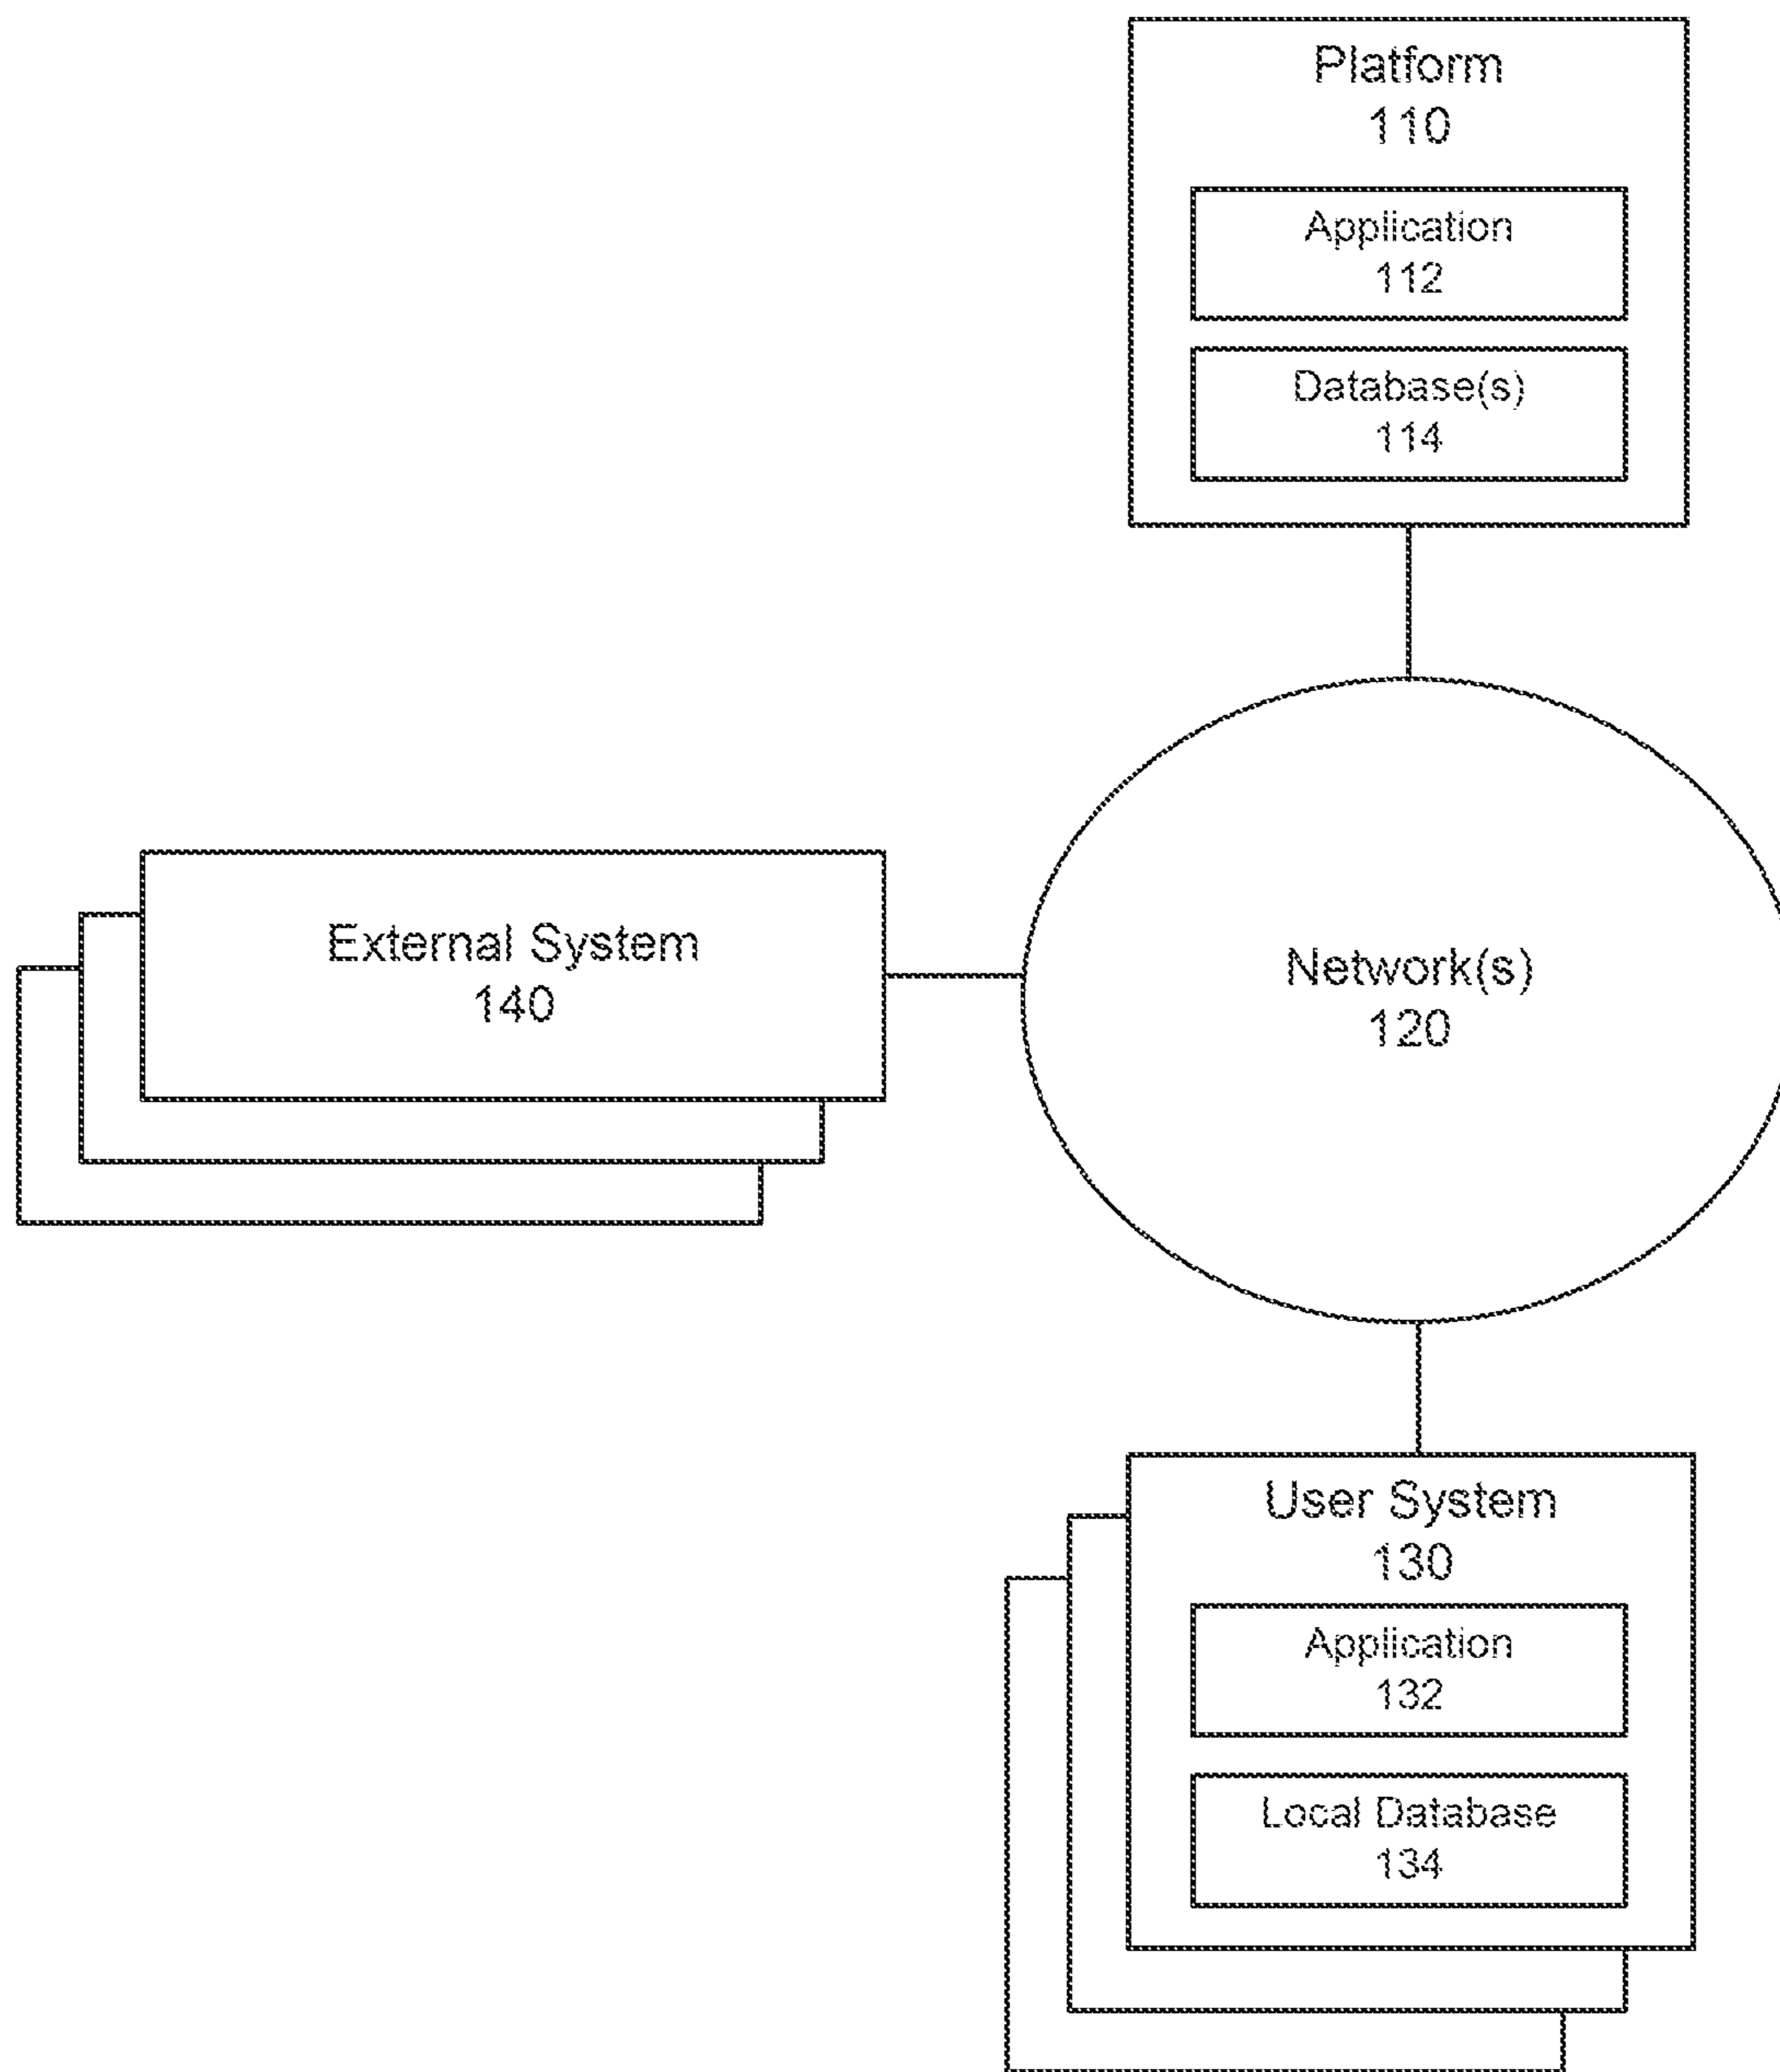 Platform
110
Application
112
Database(s)
114
External System
140
Network(s)
120
User System
130
Application
132
Local Database
134